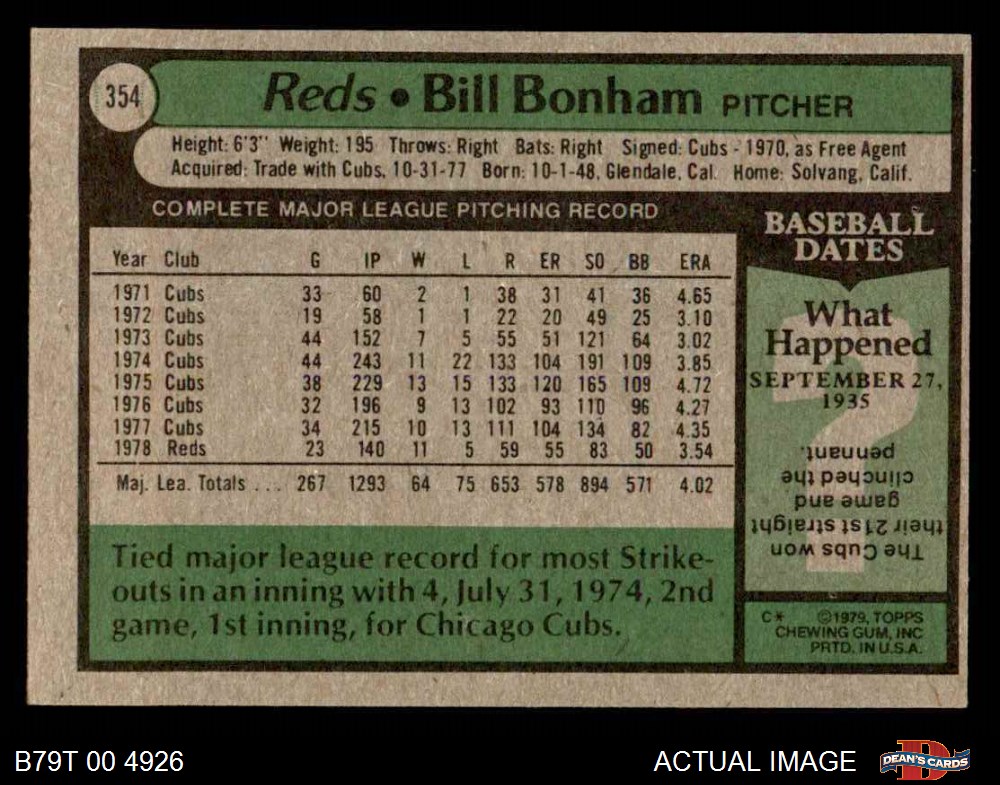 354
Reds • Bill Bonham PITCHER
Height: 6'3" Weight: 195 Throws: Right Bats: Right Signed: Cubs - 1970, as Free Agent
Acquired: Trade with Cubs, 10-31-77 Born: 10-1-48, Glendale, Cal. Home: Solvang, Calif.
COMPLETE MAJOR LEAGUE PITCHING RECORD
Year Club G IP W L R ER SO BB ERA
1971 Cubs 33 60 2 1 38 31 41 36 4.65
1972 Cubs 19 58 1 1 22 20 49 25 3.10
1973 Cubs 44 152 7 5 55 51 121 64 3.02
1974 Cubs 44 243 11 22 133 104 191 109 3.85
1975 Cubs 38 229 13 15 133 120 165 109 4.72
1976 Cubs 32 196 9 13 102 93 110 96 4.27
1977 Cubs 34 215 10 13 111 104 134 82 4.35
1978 Reds 23 140 11 5 59 55 83 50 3.54
Maj. Lea. Totals ... 267 1293 64 75 653 578 894 571 4.02
Tied major league record for most Strike-
outs in an inning with 4, July 31, 1974, 2nd
game, 1st inning, for Chicago Cubs.
BASEBALL
DATES
What
Happened
SEPTEMBER 27,
1935
?
The Cubs won
their 21st straight
game and
clinched the
pennant.
C* ©1979, TOPPS
CHEWING GUM, INC
PRTD. IN U.S.A.
B79T 00 4926
ACTUAL IMAGE
D
DEAN'S CARDS